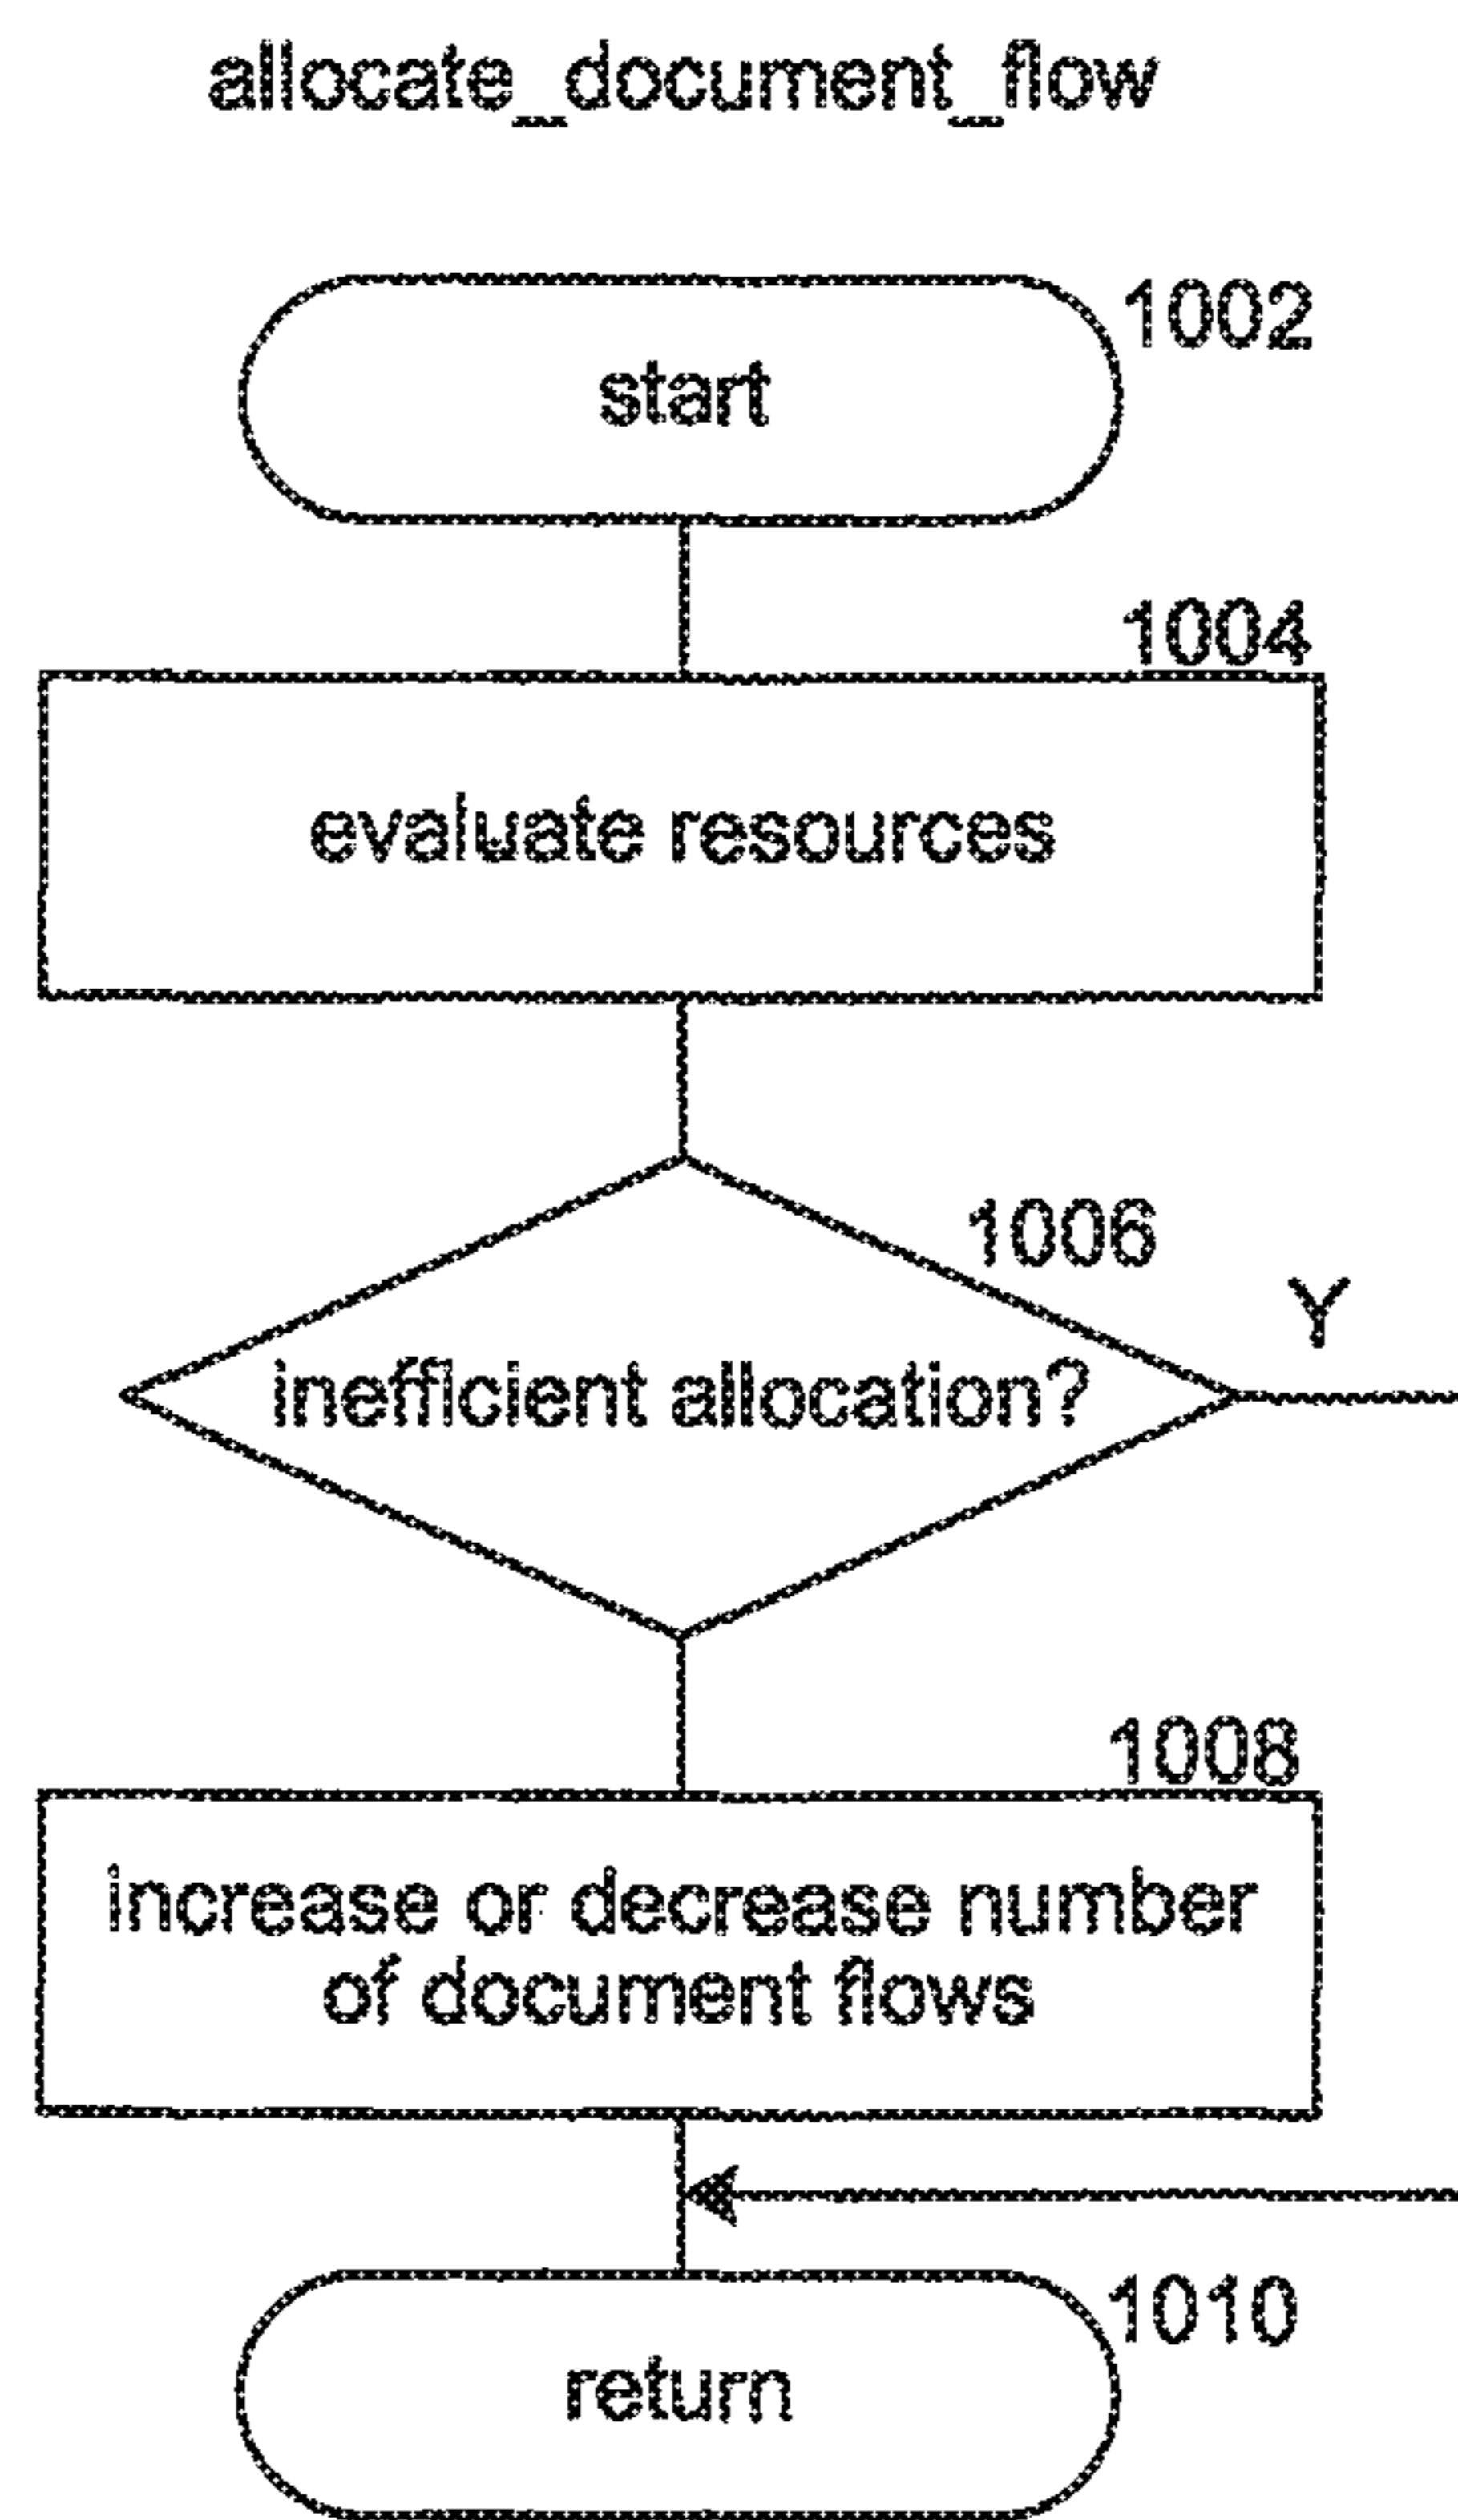 allocate_document_flow
1002
start
1004
evaluate resources
1006
Y
inefficient allocation?
1008
increase or decrease number
of document flows
1010
return